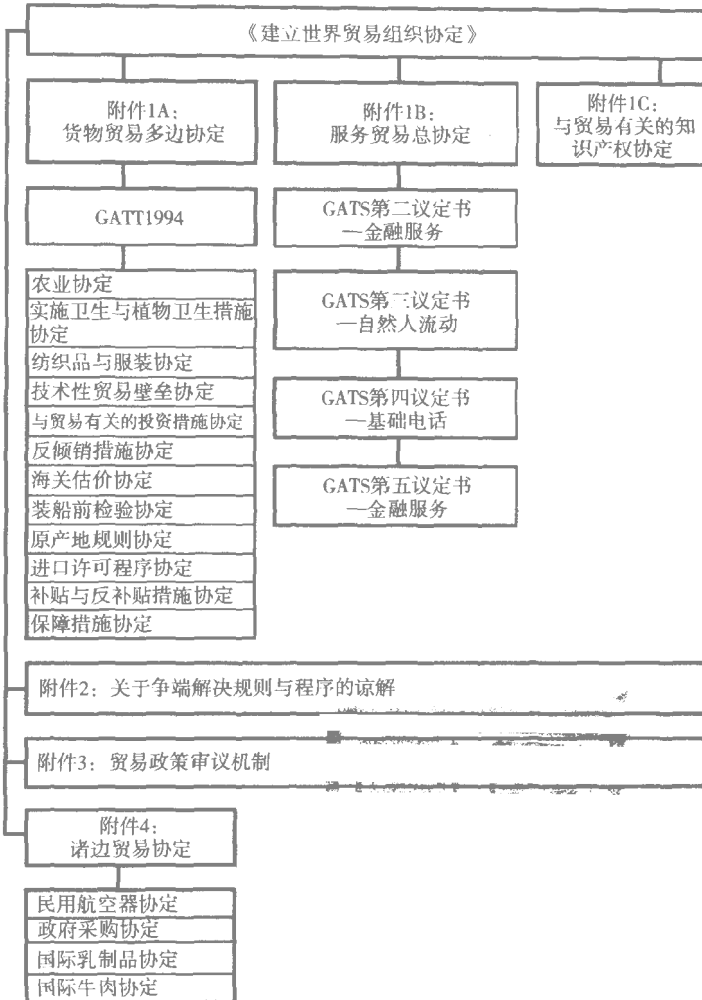 《建立世界贸易组织协定》
附件1A：
货物贸易多边协定
附件1B：
服务贸易总协定
附件1C：
与贸易有关的知
识产权协定
GATT1994
GATS第二议定书
—金融服务
农业协定
实施卫生与植物卫生措施
协定
纺织品与服装协定
技术性贸易壁垒协定
与贸易有关的投资措施协定
反倾销措施协定
海关估价协定
装船前检验协定
原产地规则协定
进口许可程序协定
补贴与反补贴措施协定
保障措施协定
GATS第三议定书
—自然人流动
GATS第四议定书
—基础电话
GATS第五议定书
—金融服务
附件2：关于争端解决规则与程序的谅解
附件3：贸易政策审议机制
附件4：
诸边贸易协定
民用航空器协定
政府采购协定
国际乳制品协定
国际牛肉协定